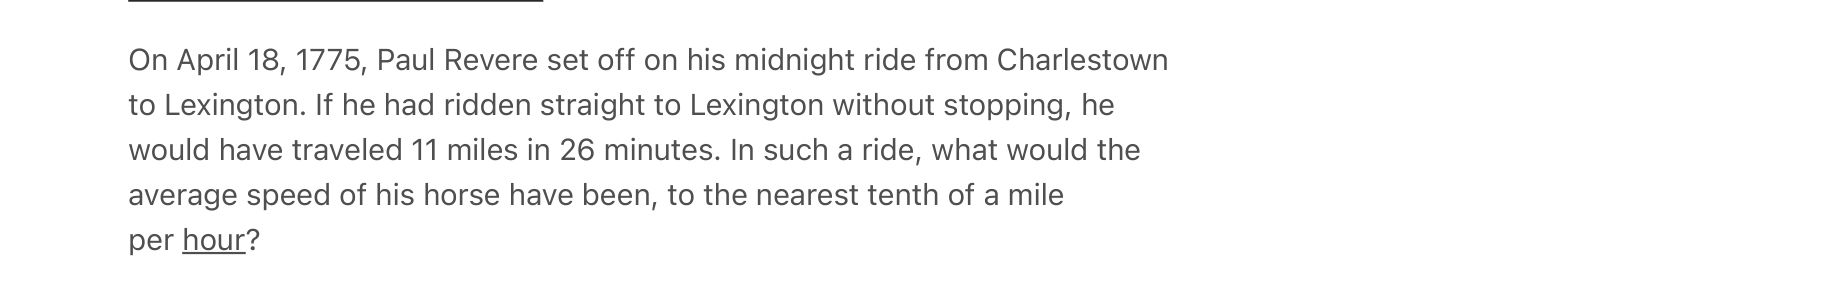 On April 18, 1775, Paul Revere set off on his midnight ride from Charlestown
to Lexington. If he had ridden straight to Lexington without stopping, he
would have traveled 11 miles in 26 minutes. In such a ride, what would the
average speed of his horse have been, to the nearest tenth of a mile
per hour?